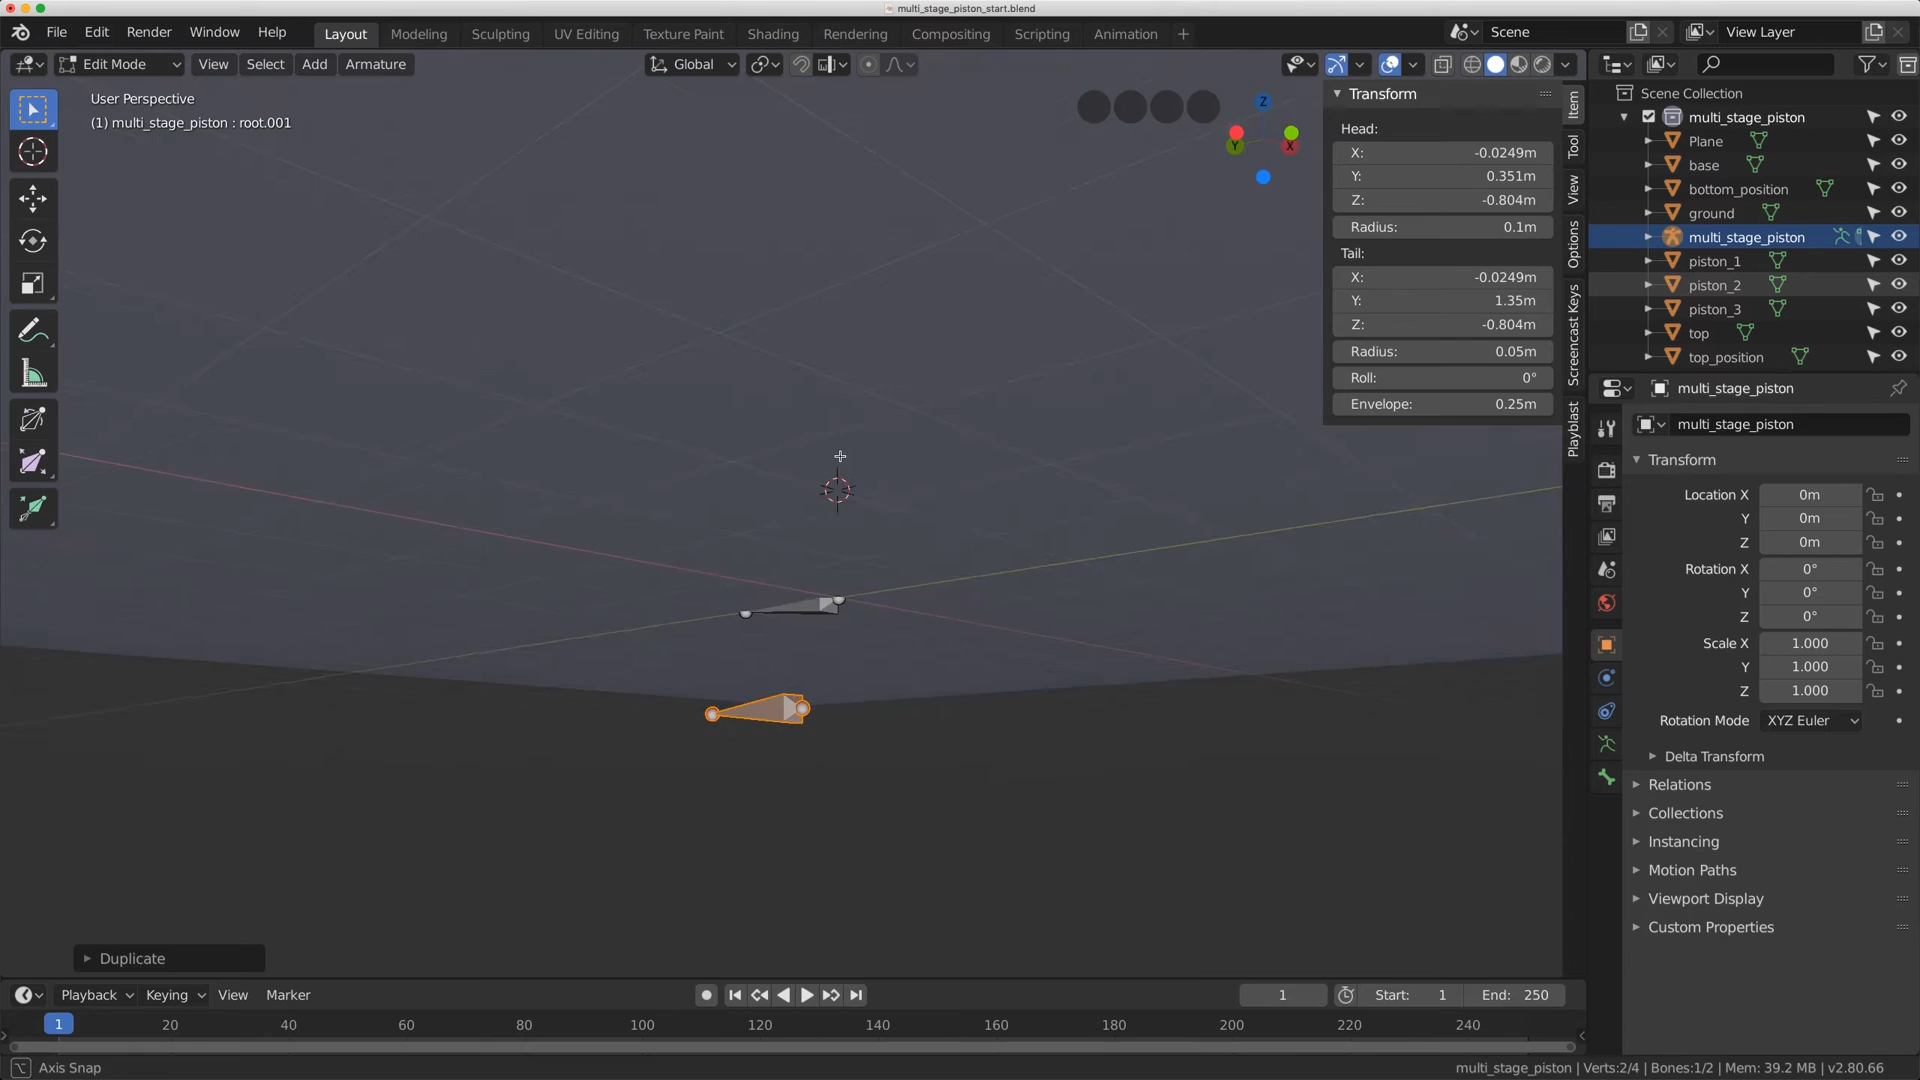 multi_stage_piston_start.blend
File Edit Render Window Help
Layout Modeling Sculpting UV Editing Texture Paint Shading Rendering Compositing Scripting Animation
Scene
View Layer
Edit Mode View Select Add Armature
Global
User Perspective
(1) multi_stage_piston : root.001
Z
Y
X
Transform
Head:
X: -0.0249m
Y: 0.351m
Z: -0.804m
Radius: 0.1m
Tail:
X: -0.0249m
Y: 1.35m
Z: -0.804m
Radius: 0.05m
Roll: 0°
Envelope: 0.25m
Item
Tool
View
Options
Screencast Keys
Playblast
Scene Collection
multi_stage_piston
Plane
base
bottom_position
ground
multi_stage_piston
piston_1
piston_2
piston_3
top
top_position
multi_stage_piston
multi_stage_piston
Transform
Location X 0m
Y 0m
Z 0m
Rotation X 0°
Y 0°
Z 0°
Scale X 1.000
Y 1.000
Z 1.000
Rotation Mode XYZ Euler
Delta Transform
Relations
Collections
Instancing
Motion Paths
Viewport Display
Custom Properties
Duplicate
Playback Keying View Marker
1 Start: 1 End: 250
1 20 40 60 80 100 120 140 160 180 200 220 240
Axis Snap
multi_stage_piston | Verts:2/4 | Bones:1/2 | Mem: 39.2 MB | v2.80.66